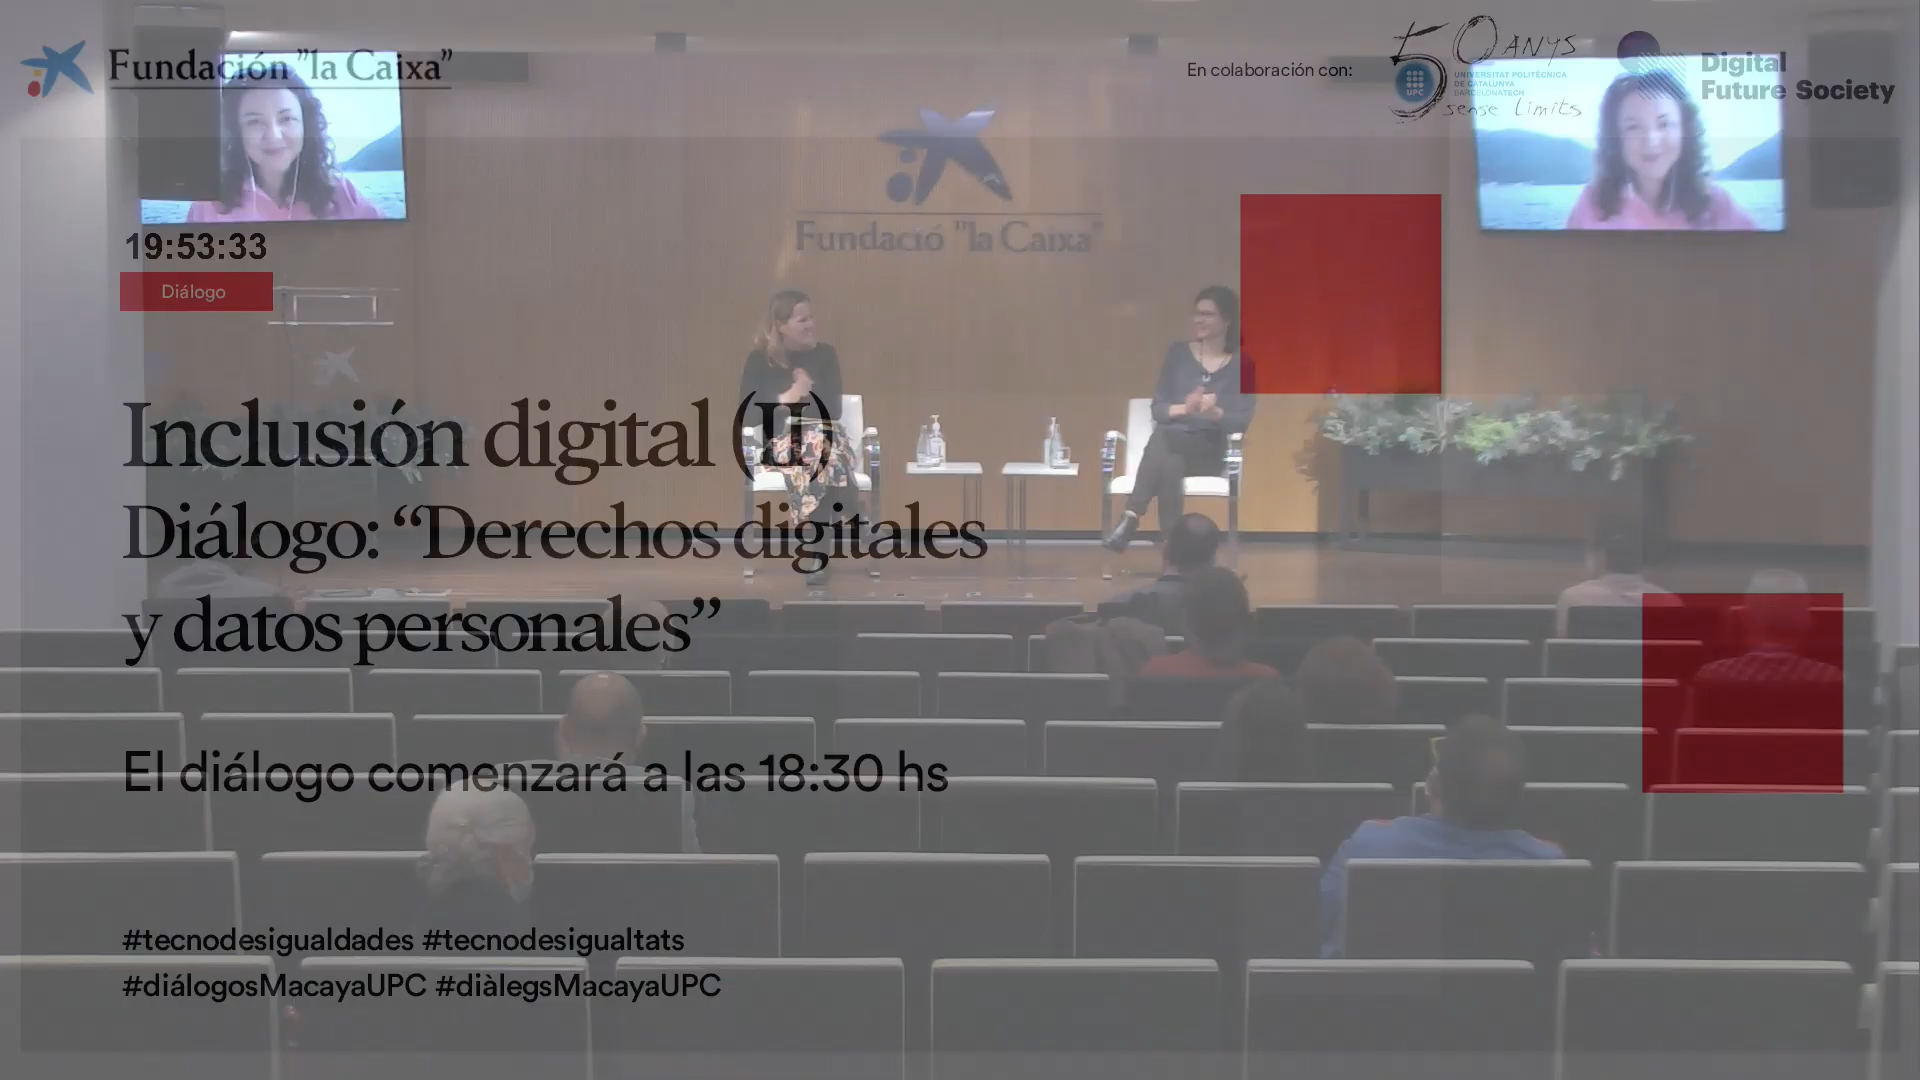 Fundación "la Caixa"
En colaboración con:
50 ANYS
UPC
UNIVERSITAT POLITÈCNICA
DE CATALUNYA
BARCELONATECH
sense límits
Digital
Future Society
Fundació "la Caixa"
19:53:33
Diálogo
Inclusión digital (II)
Diálogo: “Derechos digitales
y datos personales”
El diálogo comenzará a las 18:30 hs
#tecnodesigualdades #tecnodesigualtats
#diálogosMacayaUPC #diàlegsMacayaUPC